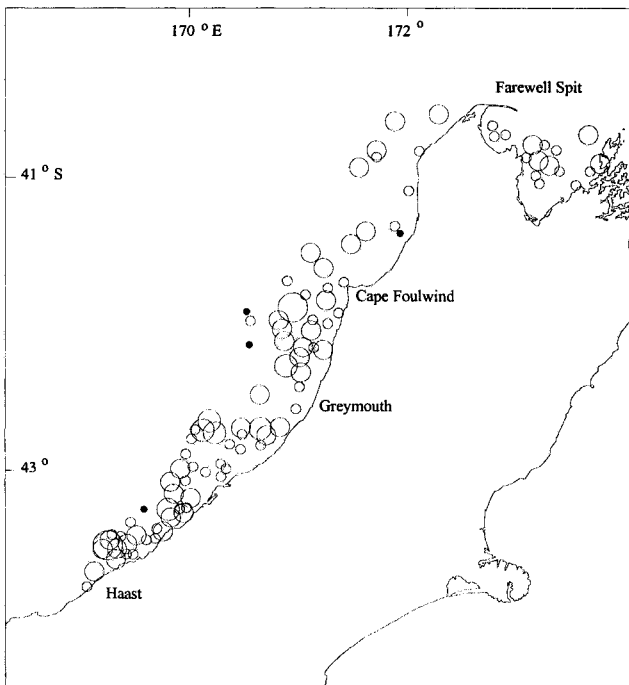 170 º E
172 º
Farewell Spit
41 º S
Cape Foulwind
Greymouth
43 º
Haast